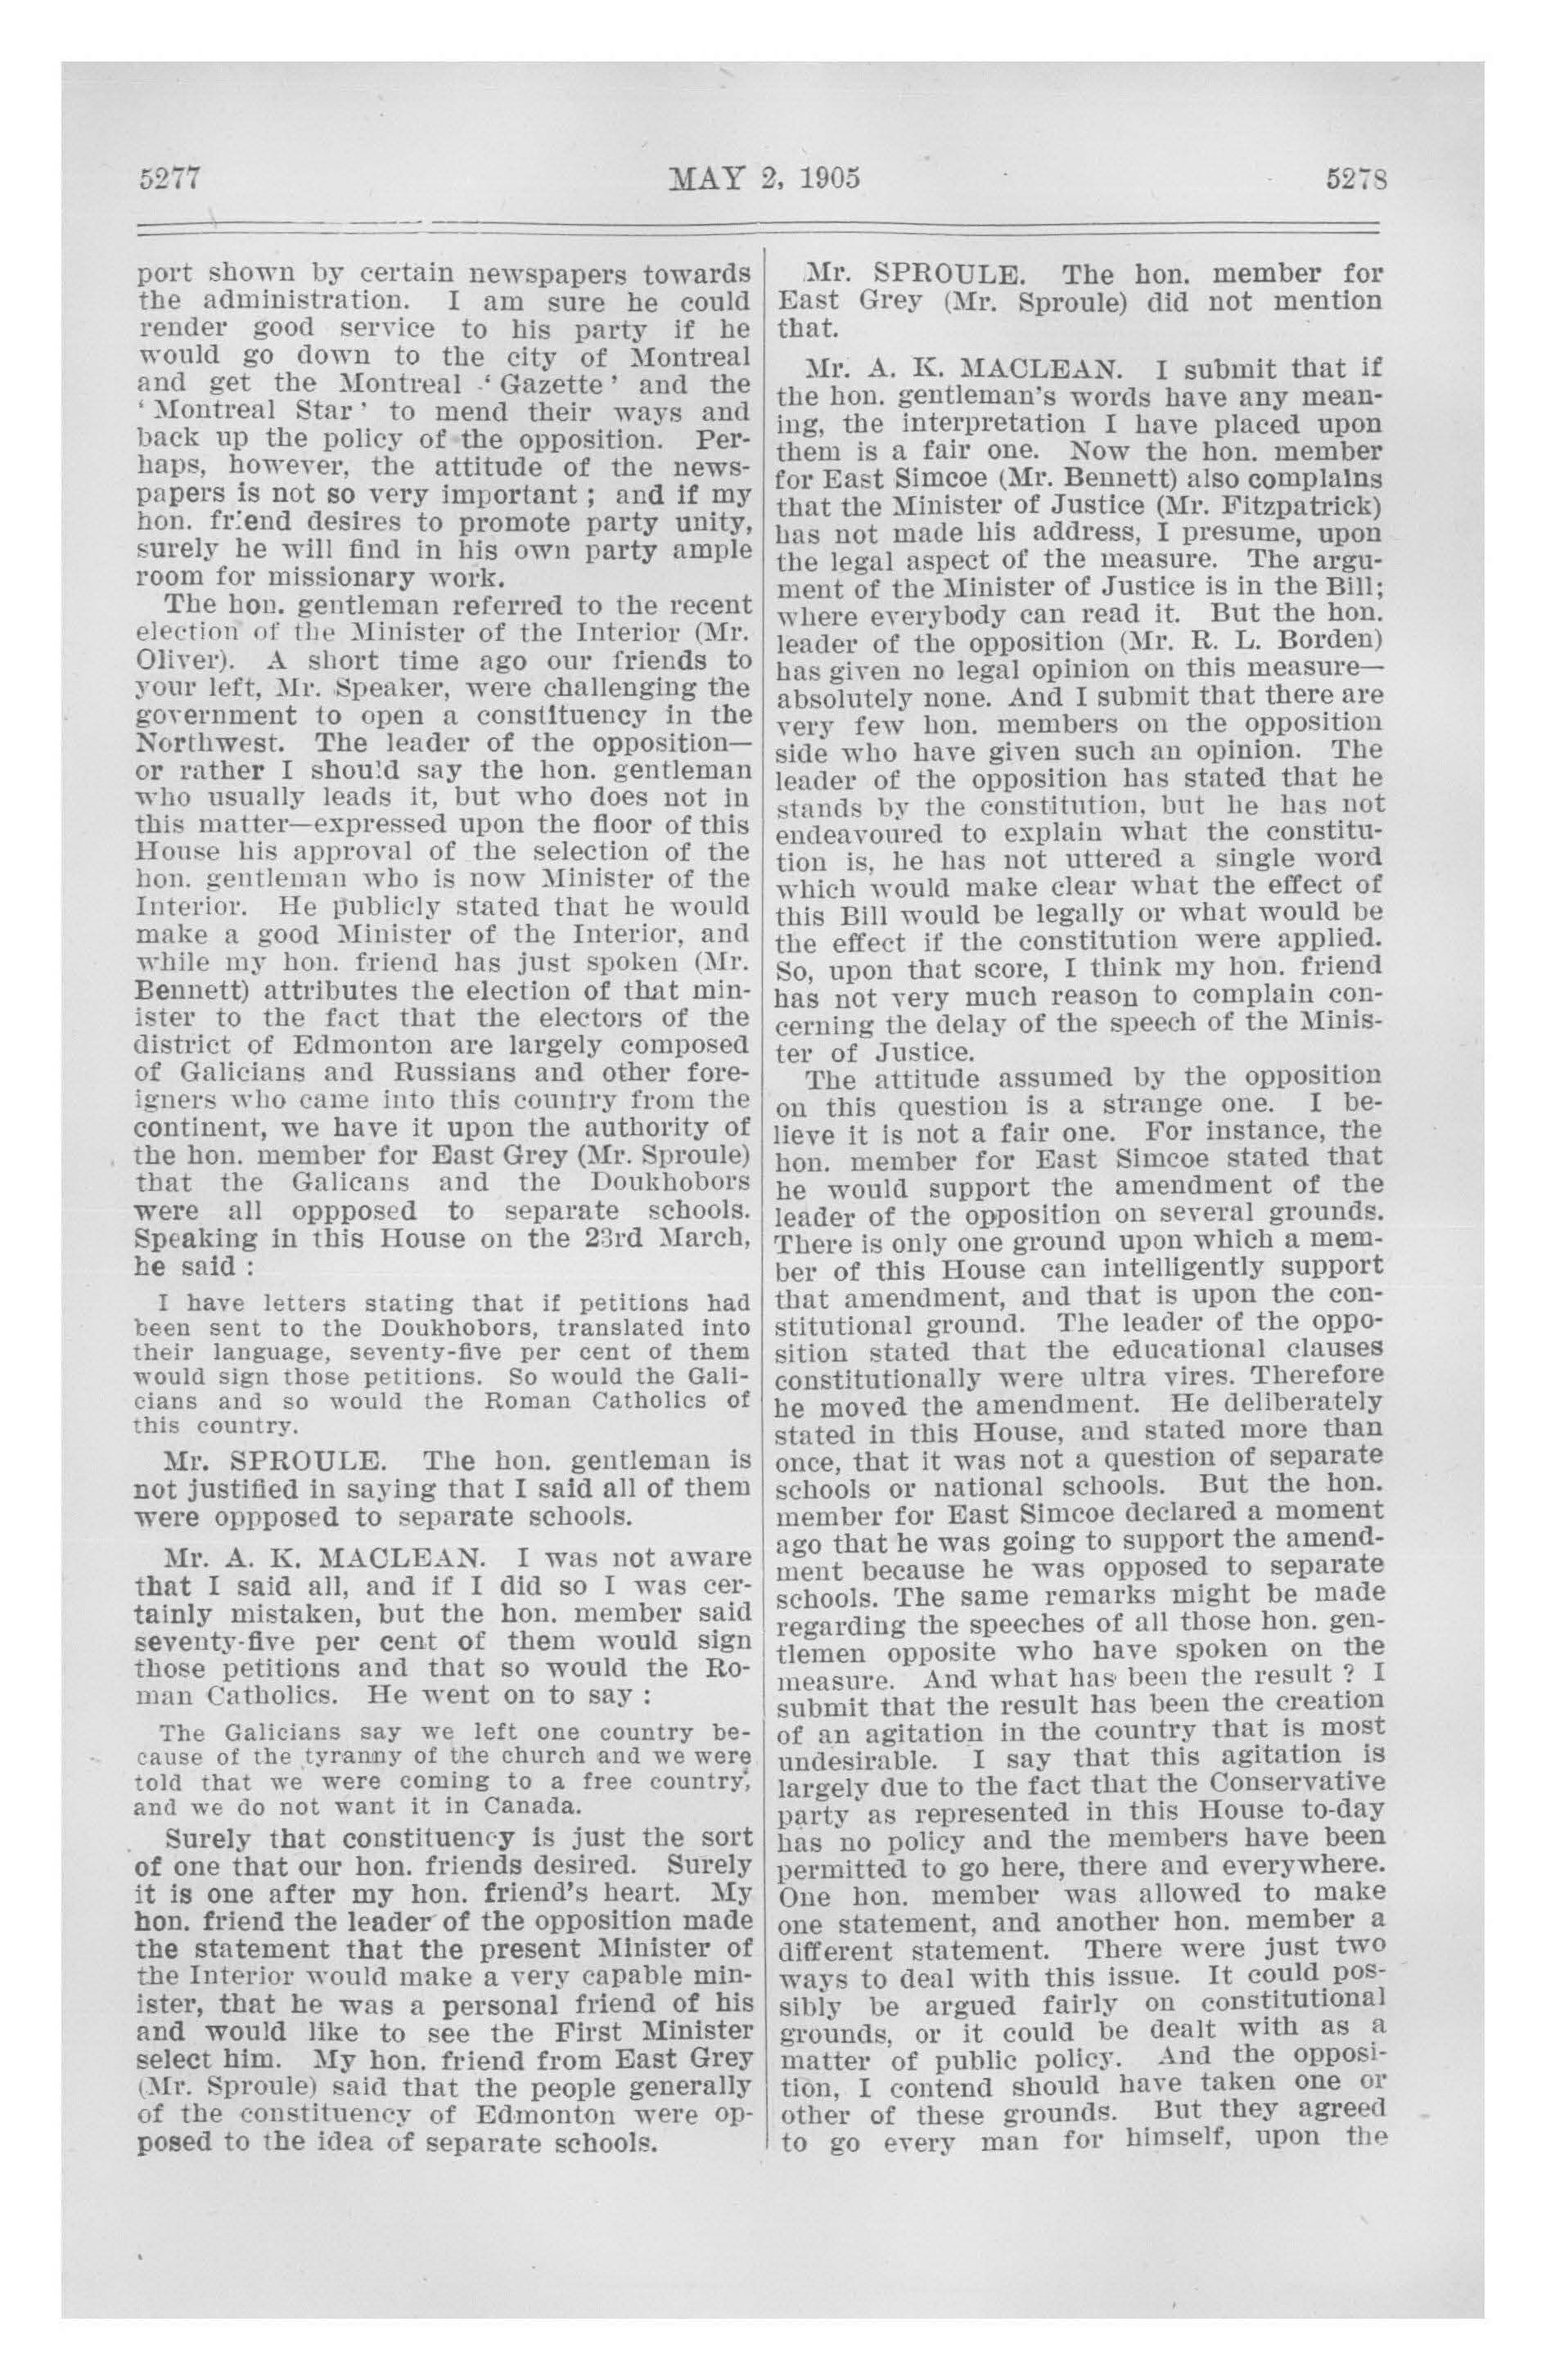 5277
MAY 2, 1905
5278
port shown by certain newspapers towards
the administration. I am sure he could
render good service to his party if he
would go down to the city of Montreal
and get the Montreal ‘ Gazette ’ and the
‘ Montreal Star ’ to mend their ways and
back up the policy of the opposition. Per-
haps, however, the attitude of the news-
papers is not so very important ; and if my
hon. friend desires to promote party unity,
surely he will find in his own party ample
room for missionary work.
The hon. gentleman referred to the recent
election of the Minister of the Interior (Mr.
Oliver). A short time ago our friends to
your left, Mr. Speaker, were challenging the
government to open a constituency in the
Northwest. The leader of the opposition—
or rather I should say the hon. gentleman
who usually leads it, but who does not in
this matter—expressed upon the floor of this
House his approval of the selection of the
hon. gentleman who is now Minister of the
Interior. He publicly stated that he would
make a good Minister of the Interior, and
while my hon. friend has just spoken (Mr.
Bennett) attributes the election of that min-
ister to the fact that the electors of the
district of Edmonton are largely composed
of Galicians and Russians and other fore-
igners who came into this country from the
continent, we have it upon the authority of
the hon. member for East Grey (Mr. Sproule)
that the Galicans and the Doukhobors
were all oppposed to separate schools.
Speaking in this House on the 23rd March,
he said :
I have letters stating that if petitions had
been sent to the Doukhobors, translated into
their language, seventy-five per cent of them
would sign those petitions. So would the Gali-
cians and so would the Roman Catholics of
this country.
Mr. SPROULE. The hon. gentleman is
not justified in saying that I said all of them
were oppposed to separate schools.
Mr. A. K. MACLEAN. I was not aware
that I said all, and if I did so I was cer-
tainly mistaken, but the hon. member said
seventy-five per cent of them would sign
those petitions and that so would the Ro-
man Catholics. He went on to say :
The Galicians say we left one country be-
cause of the tyranny of the church and we were
told that we were coming to a free country,
and we do not want it in Canada.
Surely that constituency is just the sort
of one that our hon. friends desired. Surely
it is one after my hon. friend's heart. My
hon. friend the leader of the opposition made
the statement that the present Minister of
the Interior would make a very capable min-
ister, that he was a personal friend of his
and would like to see the First Minister
select him. My hon. friend from East Grey
(Mr. Sproule) said that the people generally
of the constituency of Edmonton were op-
posed to the idea of separate schools.
Mr. SPROULE. The hon. member for
East Grey (Mr. Sproule) did not mention
that.
Mr. A. K. MACLEAN. I submit that if
the hon. gentleman's words have any mean-
ing, the interpretation I have placed upon
them is a fair one. Now the hon. member
for East Simcoe (Mr. Bennett) also complains
that the Minister of Justice (Mr. Fitzpatrick)
has not made his address, I presume, upon
the legal aspect of the measure. The argu-
ment of the Minister of Justice is in the Bill;
where everybody can read it. But the hon.
leader of the opposition (Mr. R. L. Borden)
has given no legal opinion on this measure—
absolutely none. And I submit that there are
very few hon. members on the opposition
side who have given such an opinion. The
leader of the opposition has stated that he
stands by the constitution, but he has not
endeavoured to explain what the constitu-
tion is, he has not uttered a single word
which would make clear what the effect of
this Bill would be legally or what would be
the effect if the constitution were applied.
So, upon that score, I think my hon. friend
has not very much reason to complain con-
cerning the delay of the speech of the Minis-
ter of Justice.
The attitude assumed by the opposition
on this question is a strange one. I be-
lieve it is not a fair one. For instance, the
hon. member for East Simcoe stated that
he would support the amendment of the
leader of the opposition on several grounds.
There is only one ground upon which a mem-
ber of this House can intelligently support
that amendment, and that is upon the con-
stitutional ground. The leader of the oppo-
sition stated that the educational clauses
constitutionally were ultra vires. Therefore
he moved the amendment. He deliberately
stated in this House, and stated more than
once, that it was not a question of separate
schools or national schools. But the hon.
member for East Simcoe declared a moment
ago that he was going to support the amend-
ment because he was opposed to separate
schools. The same remarks might be made
regarding the speeches of all those hon. gen-
tlemen opposite who have spoken on the
measure. And what has been the result ? I
submit that the result has been the creation
of an agitation in the country that is most
undesirable. I say that this agitation is
largely due to the fact that the Conservative
party as represented in this House to-day
has no policy and the members have been
permitted to go here, there and everywhere.
One hon. member was allowed to make
one statement, and another hon. member a
different statement. There were just two
ways to deal with this issue. It could pos-
sibly be argued fairly on constitutional
grounds, or it could be dealt with as a
matter of public policy. And the opposi-
tion, I contend should have taken one or
other of these grounds. But they agreed
to go every man for himself, upon the